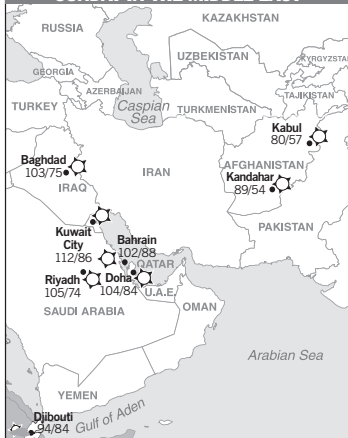 KAZAKHSTAN
RUSSIA
UZBEKISTAN
KYRGYZSTAN
GEORGIA
AZERBAIJAN
TAJIKISTAN
TURKEY
Caspian
Sea
TURKMENISTAN
Kabul
80/57
Baghdad
103/75
IRAQ
IRAN
AFGHANISTAN
Kandahar
89/54
PAKISTAN
Kuwait
City
112/86
Bahrain
102/88
QATAR
Riyadh
105/74
Doha
104/84
U.A.E.
OMAN
SAUDI ARABIA
Arabian Sea
YEMEN
Djibouti
94/84
Gulf of Aden